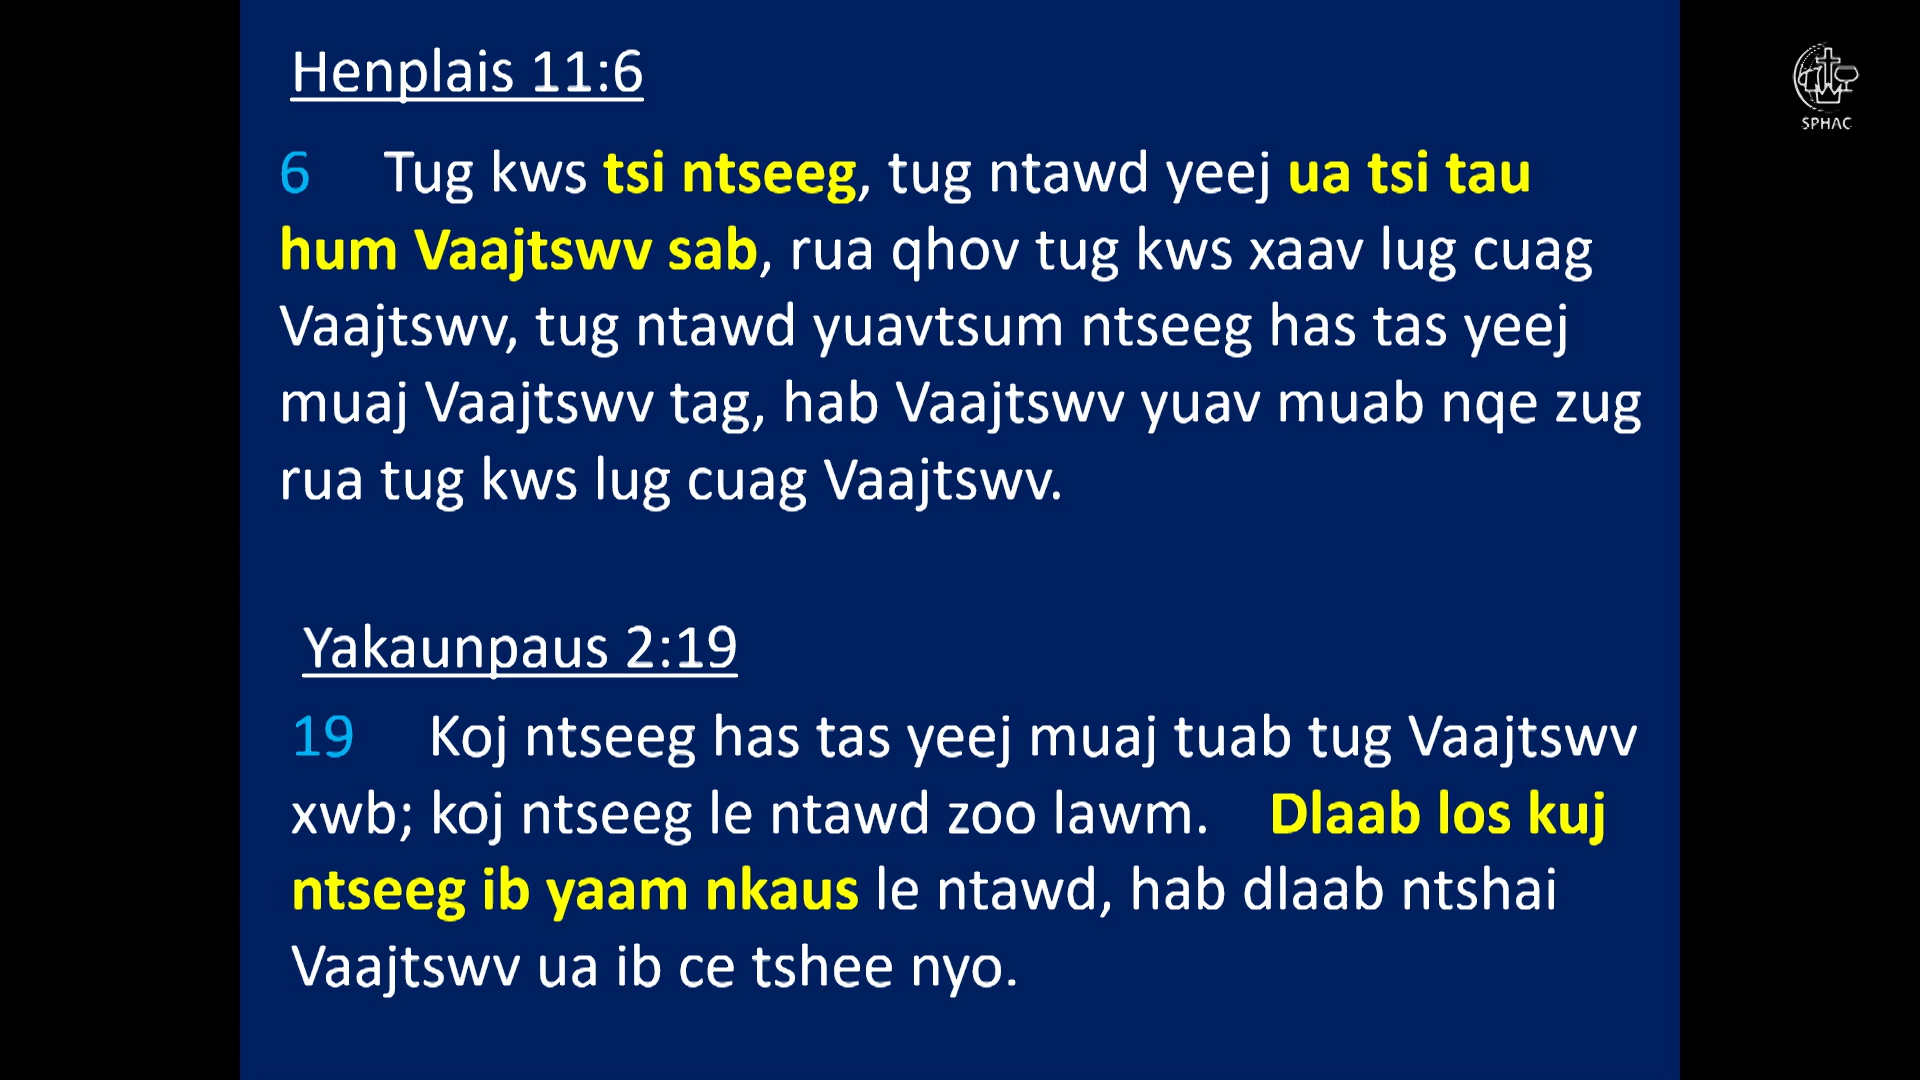 Henplais 11:6
SPHAC
6 Tug kws tsi ntseeg, tug ntawd yeej ua tsi tau
hum Vaajtswv sab, rua qhov tug kws xaav lug cuag
Vaajtswv, tug ntawd yuavtsum ntseeg has tas yeej
muaj Vaajtswv tag, hab Vaajtswv yuav muab nqe zug
rua tug kws lug cuag Vaajtswv.
Yakaunpaus 2:19
19 Koj ntseeg has tas yeej muaj tuab tug Vaajtswv
xwb; koj ntseeg le ntawd zoo lawm. Dlaab los kuj
ntseeg ib yaam nkaus le ntawd, hab dlaab ntshai
Vaajtswv ua ib ce tshee nyo.